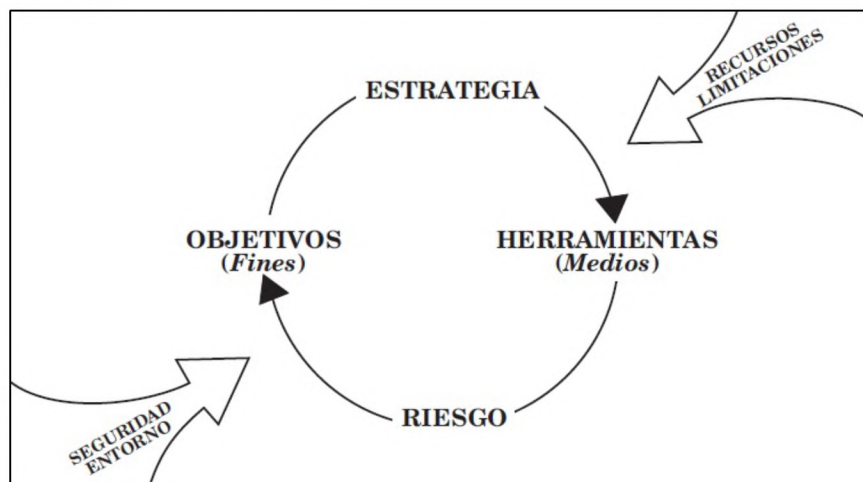 RECURSOS
LIMITACIONES
ESTRATEGIA
OBJETIVOS
(Fines)
HERRAMIENTAS
(Medios)
RIESGO
SEGURIDAD
ENTORNO